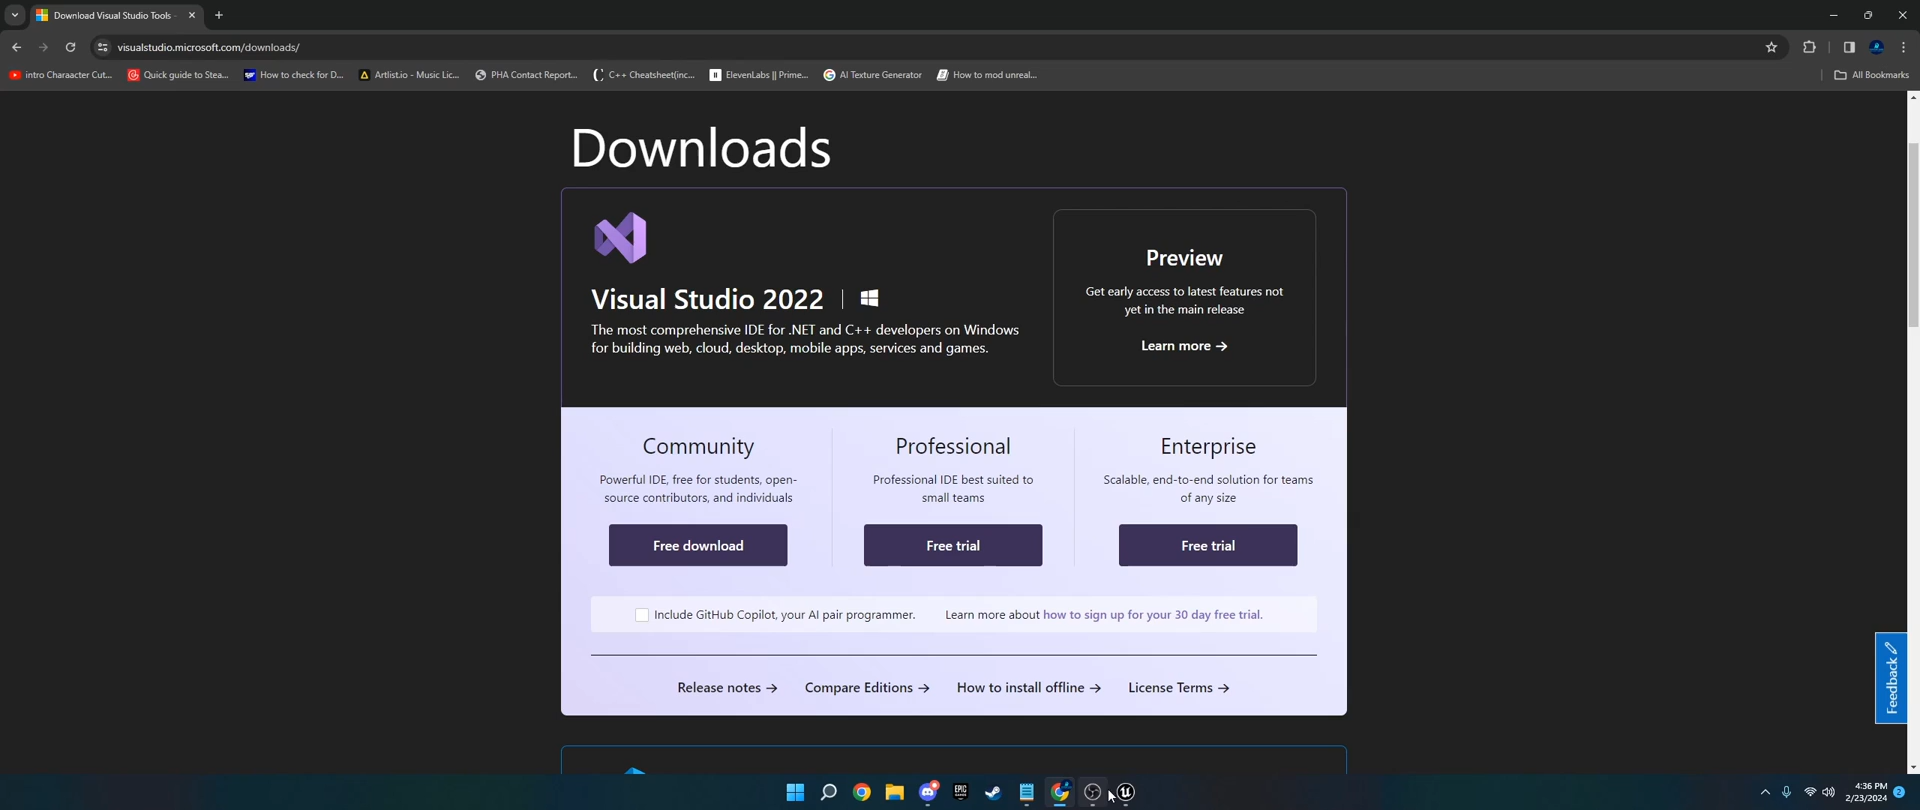 Download Visual Studio Tools
visualstudio.microsoft.com/downloads/
intro Charaacter Cut...
Quick guide to Stea...
How to check for D...
Artlist.io - Music Lic...
PHA Contact Report...
C++ Cheatsheet(inc...
ElevenLabs || Prime...
AI Texture Generator
How to mod unreal...
All Bookmarks
Downloads
Visual Studio 2022
The most comprehensive IDE for .NET and C++ developers on Windows
for building web, cloud, desktop, mobile apps, services and games.
Preview
Get early access to latest features not
yet in the main release
Learn more →
Community
Powerful IDE, free for students, open-
source contributors, and individuals
Free download
Professional
Professional IDE best suited to
small teams
Free trial
Enterprise
Scalable, end-to-end solution for teams
of any size
Free trial
Include GitHub Copilot, your AI pair programmer.
Learn more about how to sign up for your 30 day free trial.
Release notes →
Compare Editions →
How to install offline →
License Terms →
Feedback
EPIC
4:36 PM
2/23/2024
2